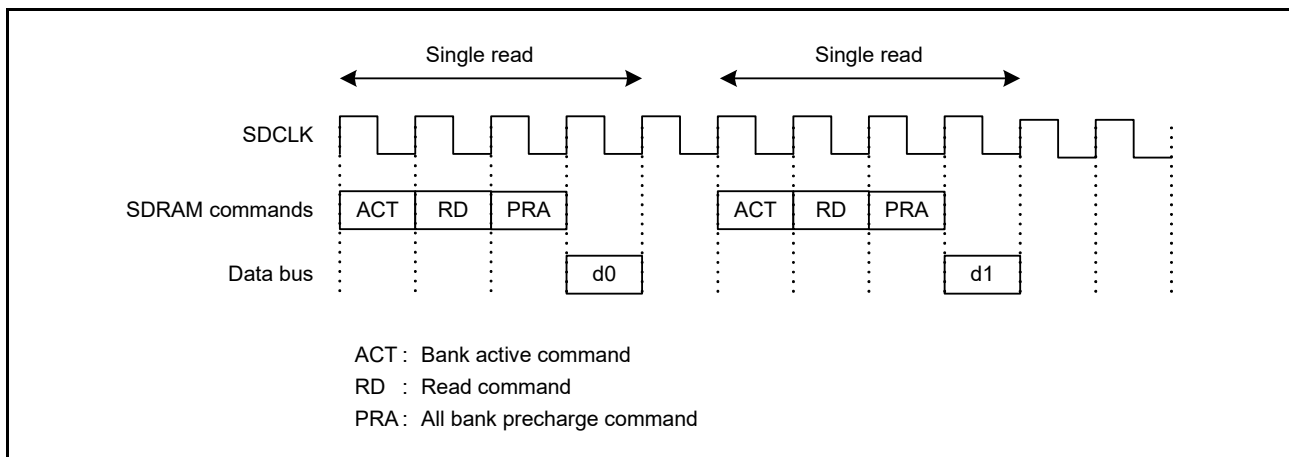 Single read Single read
SDCLK
SDRAM commands ACT RD PRA ACT RD PRA
Data bus d0 d1
ACT : Bank active command
RD : Read command
PRA : All bank precharge command